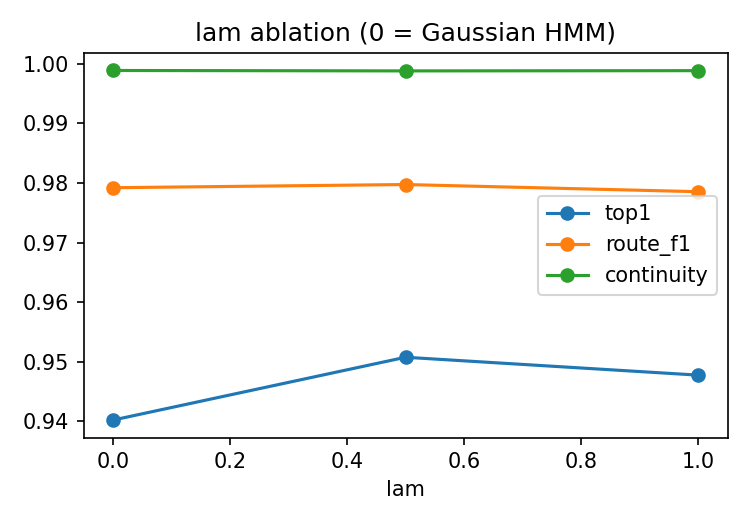 lam ablation (0 = Gaussian HMM)
1.00
0.99
0.98
0.97
0.96
0.95
0.94
top1
route_f1
continuity
0.0 0.2 0.4 0.6 0.8 1.0
lam